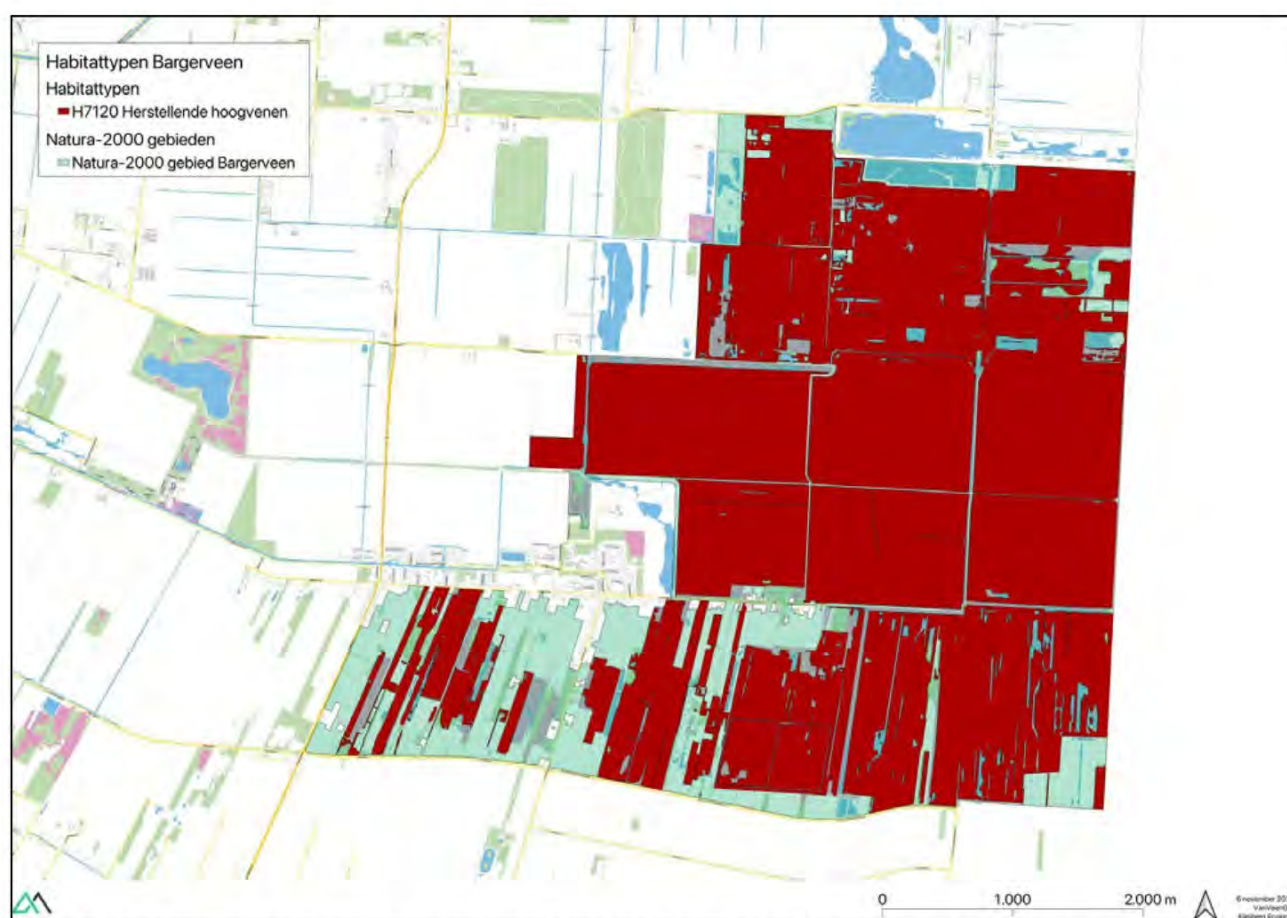 Habitattypen Bargerveen
Habitattypen
H7120 Herstellende hoogvenen
Natura-2000 gebieden
Natura-2000 gebied Bargerveen
0 1.000 2.000 m